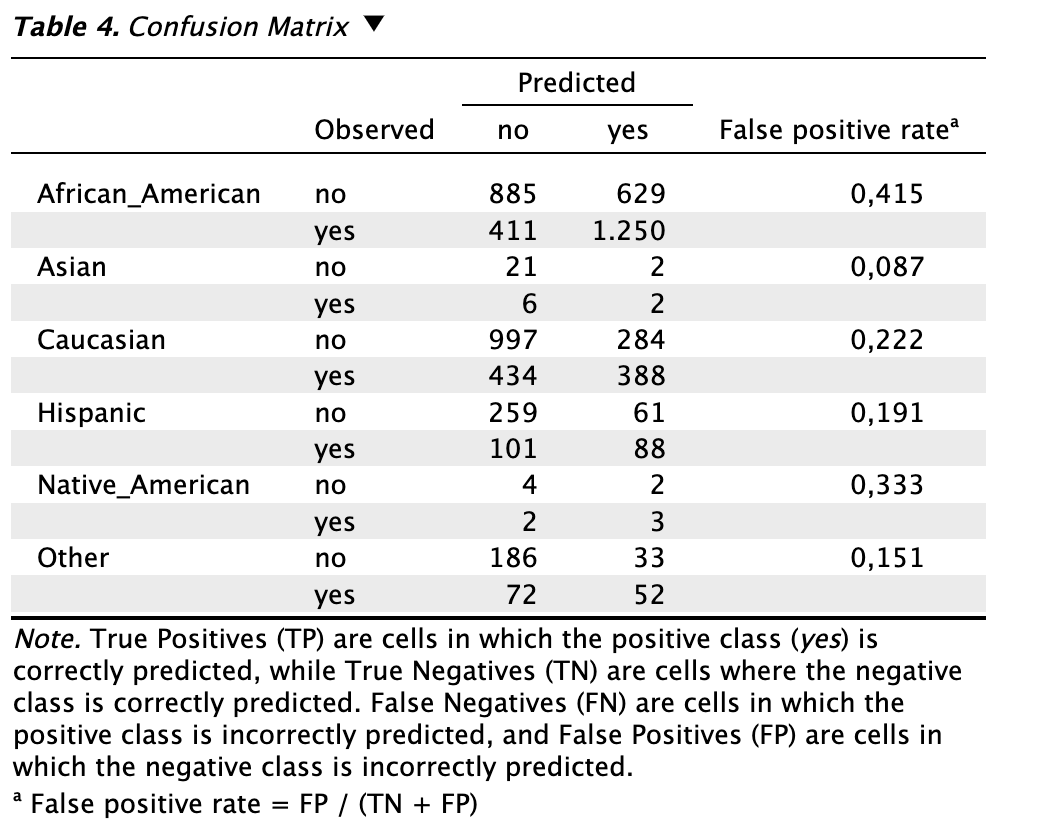 Table 4. Confusion Matrix ▼
Predicted
Observed no yes False positive rateᵃ
African_American no 885 629 0,415
yes 411 1.250
Asian no 21 2 0,087
yes 6 2
Caucasian no 997 284 0,222
yes 434 388
Hispanic no 259 61 0,191
yes 101 88
Native_American no 4 2 0,333
yes 2 3
Other no 186 33 0,151
yes 72 52
Note. True Positives (TP) are cells in which the positive class (yes) is
correctly predicted, while True Negatives (TN) are cells where the negative
class is correctly predicted. False Negatives (FN) are cells in which the
positive class is incorrectly predicted, and False Positives (FP) are cells in
which the negative class is incorrectly predicted.
ᵃ False positive rate = FP / (TN + FP)